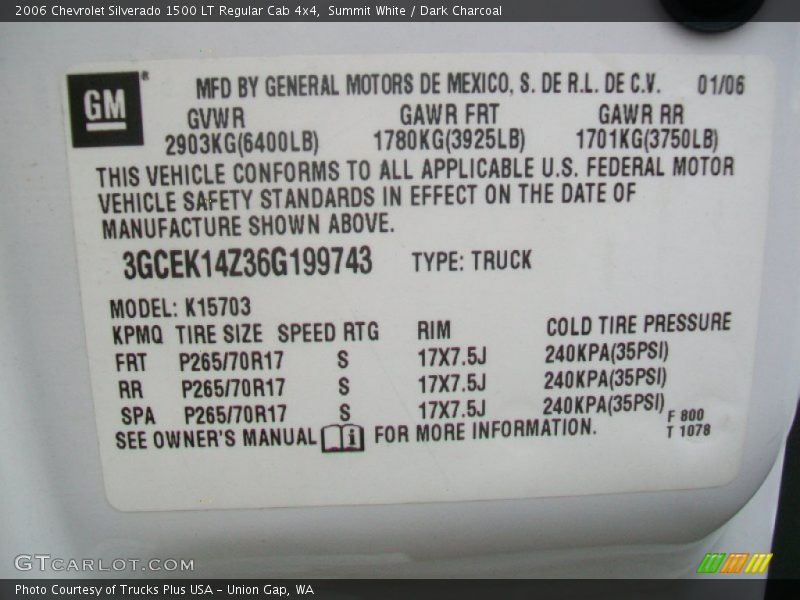 2006 Chevrolet Silverado 1500 LT Regular Cab 4x4, Summit White / Dark Charcoal
GM®
MFD BY GENERAL MOTORS DE MEXICO, S. DE R.L. DE C.V. 01/06
GVWR GAWR FRT GAWR RR
2903KG(6400LB) 1780KG(3925LB) 1701KG(3750LB)
THIS VEHICLE CONFORMS TO ALL APPLICABLE U.S. FEDERAL MOTOR
VEHICLE SAFETY STANDARDS IN EFFECT ON THE DATE OF
MANUFACTURE SHOWN ABOVE.
3GCEK14Z36G199743 TYPE: TRUCK
MODEL: K15703
KPMQ TIRE SIZE SPEED RTG RIM COLD TIRE PRESSURE
FRT P265/70R17 S 17X7.5J 240KPA(35PSI)
RR P265/70R17 S 17X7.5J 240KPA(35PSI)
SPA P265/70R17 S 17X7.5J 240KPA(35PSI)
SEE OWNER'S MANUAL i FOR MORE INFORMATION.
F 800
T 1078
GTCARLOT.COM
Photo Courtesy of Trucks Plus USA – Union Gap, WA